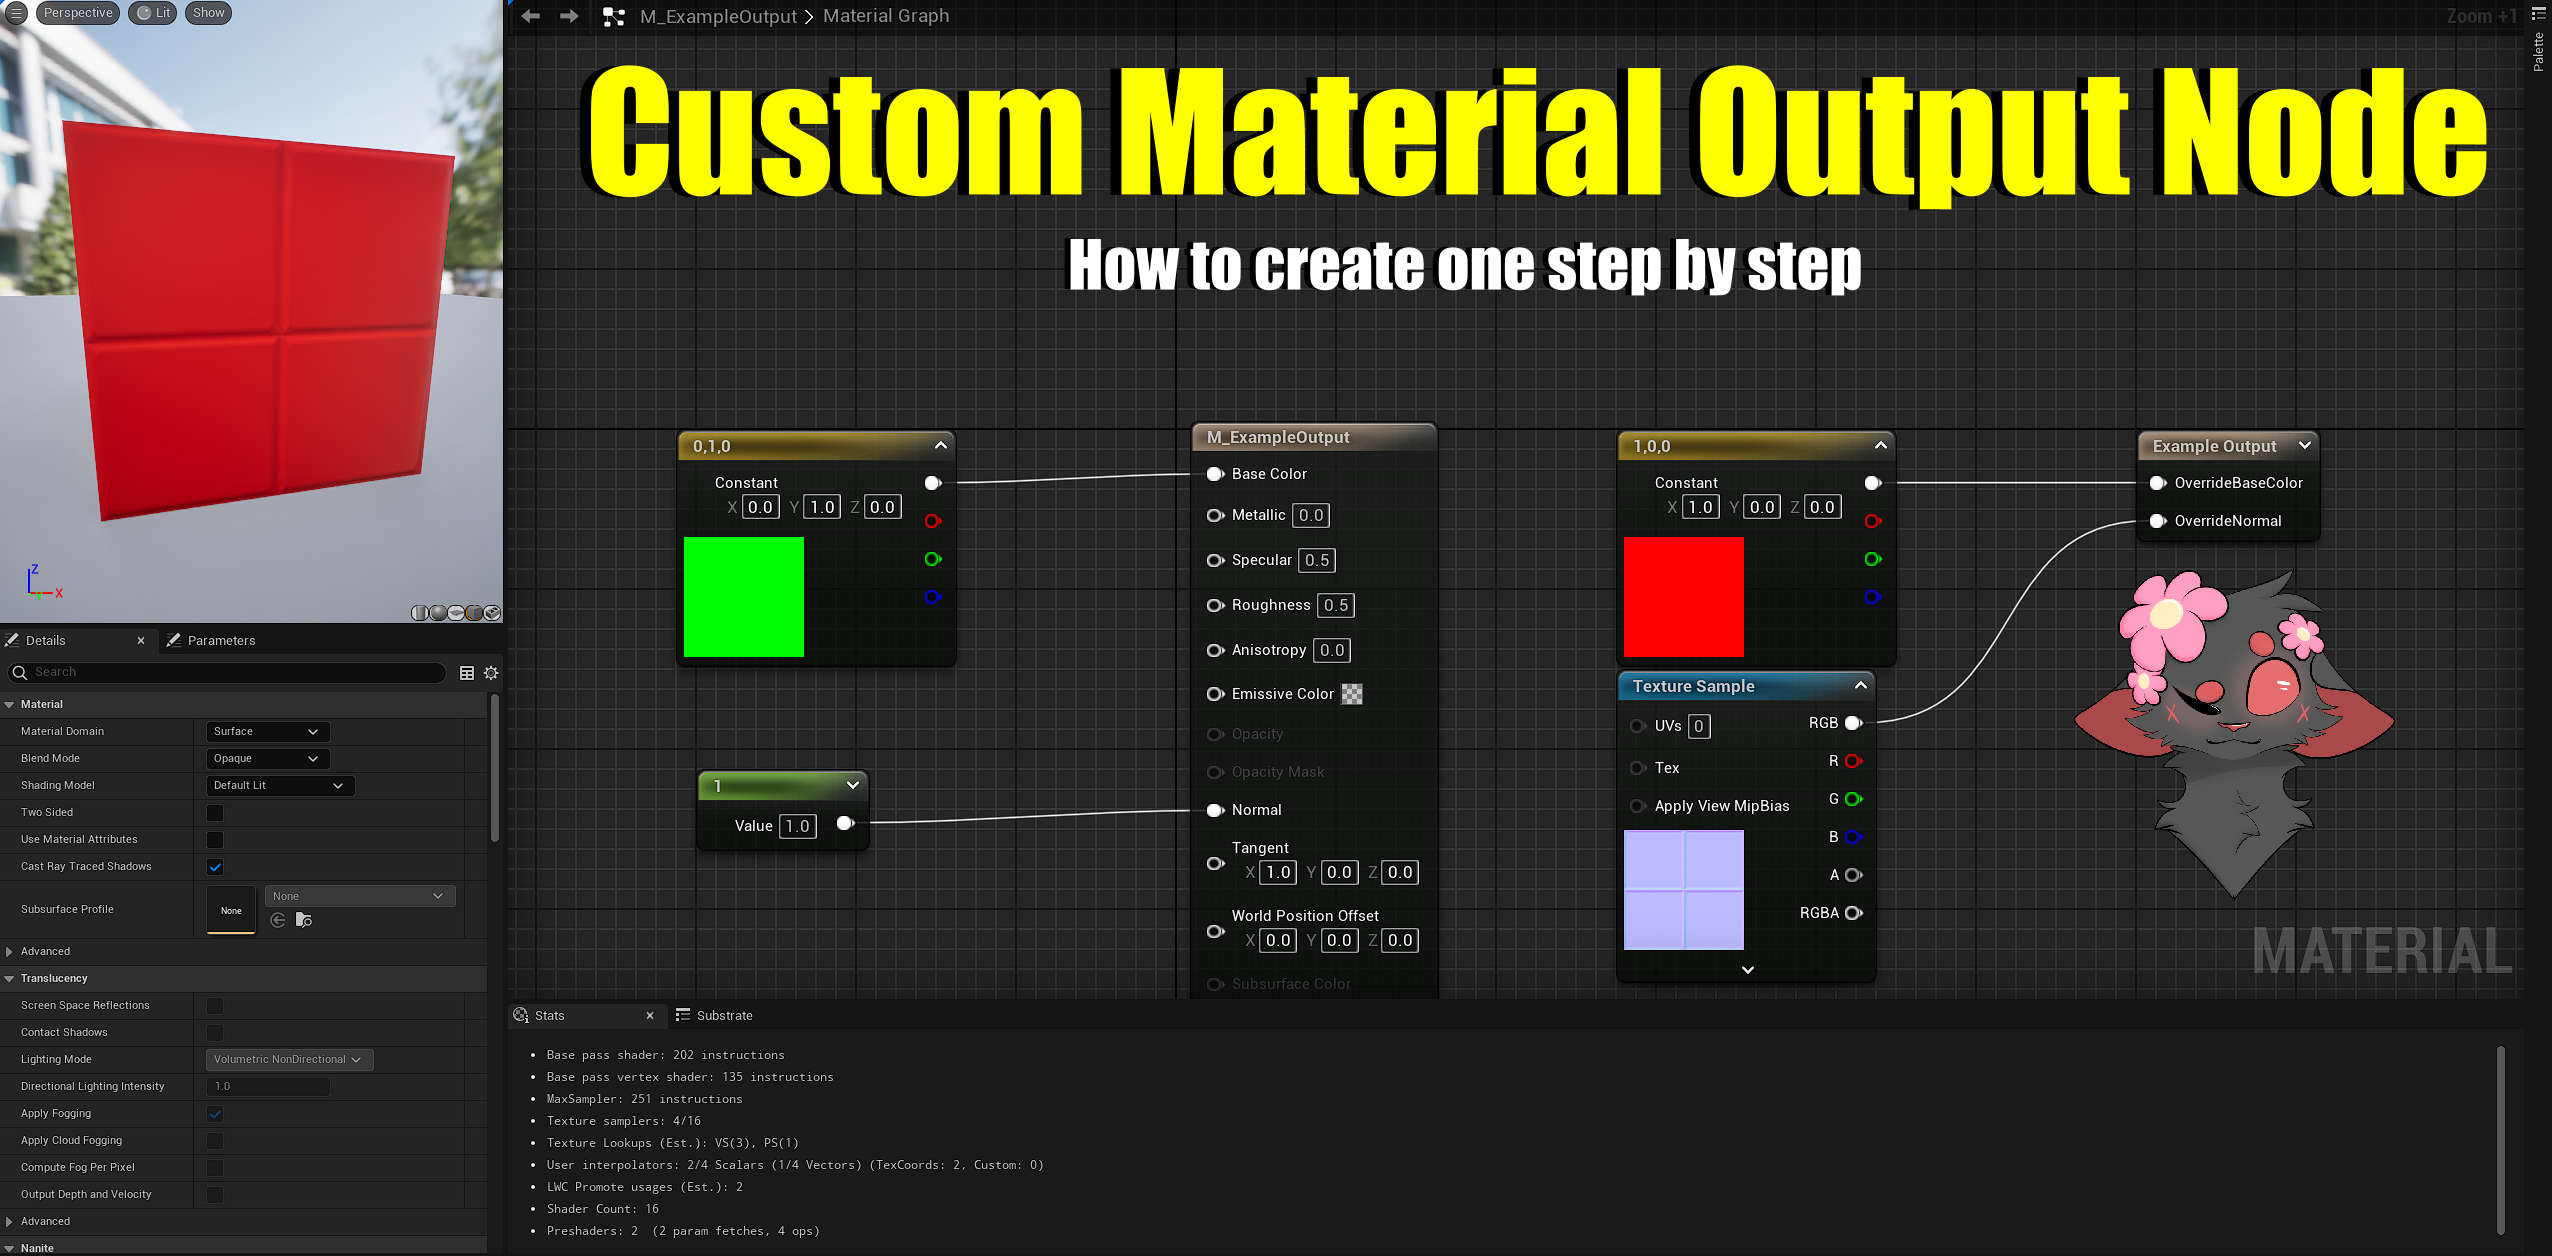 Perspective Lit Show
M_ExampleOutput > Material Graph
Zoom +1
Palette
Custom Material Output Node
How to create one step by step
0,1,0
Constant
X 0.0 Y 1.0 Z 0.0
1
Value 1.0
M_ExampleOutput
Base Color
Metallic 0.0
Specular 0.5
Roughness 0.5
Anisotropy 0.0
Emissive Color
Opacity
Opacity Mask
Normal
Tangent
X 1.0 Y 0.0 Z 0.0
World Position Offset
X 0.0 Y 0.0 Z 0.0
Subsurface Color
1,0,0
Constant
X 1.0 Y 0.0 Z 0.0
Texture Sample
UVs 0 RGB
R
Tex
G
Apply View MipBias
B
A
RGBA
Example Output
OverrideBaseColor
OverrideNormal
MATERIAL
Z
Y X
Details × Parameters
Search
Material
Material Domain Surface
Blend Mode Opaque
Shading Model Default Lit
Two Sided
Use Material Attributes
Cast Ray Traced Shadows
Subsurface Profile None None
Advanced
Translucency
Screen Space Reflections
Contact Shadows
Lighting Mode Volumetric NonDirectional
Directional Lighting Intensity 1.0
Apply Fogging
Apply Cloud Fogging
Compute Fog Per Pixel
Output Depth and Velocity
Advanced
Nanite
Stats × Substrate
• Base pass shader: 202 instructions
• Base pass vertex shader: 135 instructions
• MaxSampler: 251 instructions
• Texture samplers: 4/16
• Texture Lookups (Est.): VS(3), PS(1)
• User interpolators: 2/4 Scalars (1/4 Vectors) (TexCoords: 2, Custom: 0)
• LWC Promote usages (Est.): 2
• Shader Count: 16
• Preshaders: 2 (2 param fetches, 4 ops)